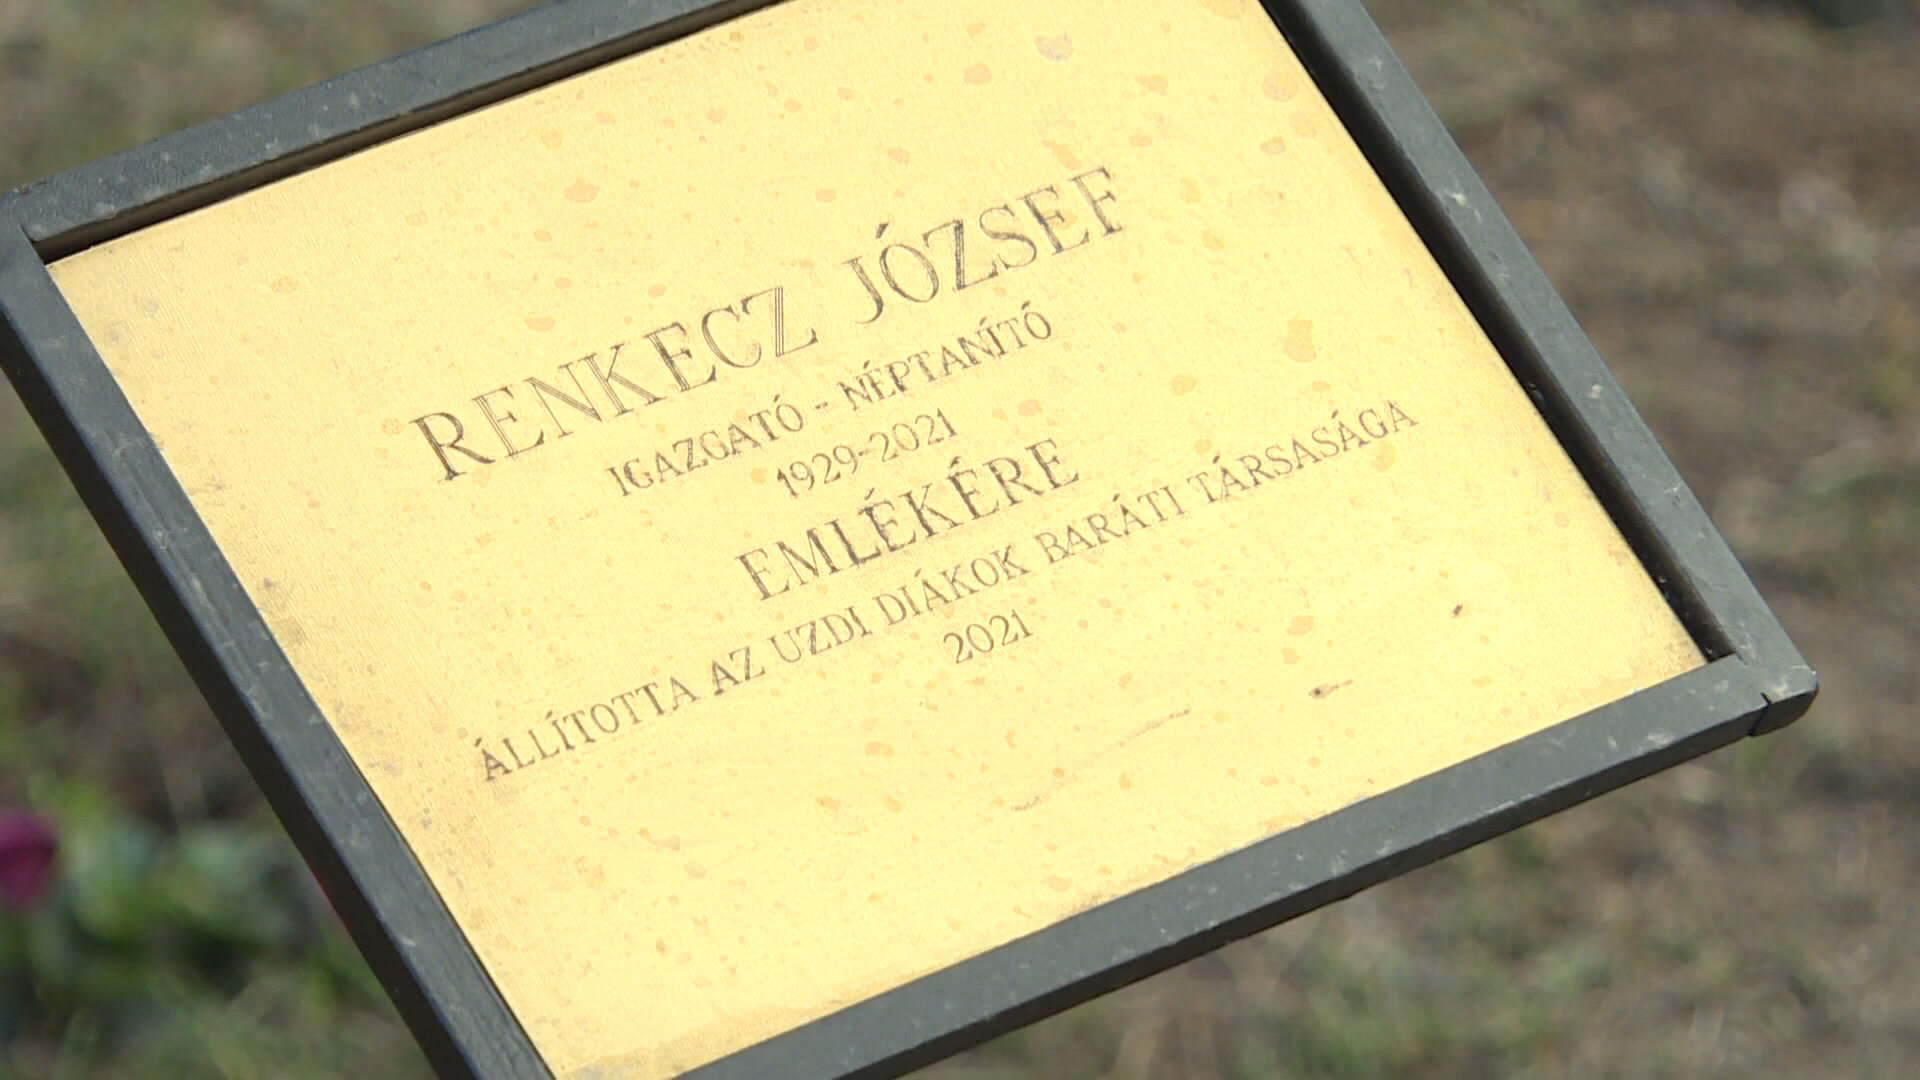 RENKECZ JÓZSEF
IGAZGATÓ - NÉPTANÍTÓ
1929-2021
EMLÉKÉRE
ÁLLÍTOTTA AZ UZDI DIÁKOK BARÁTI TÁRSASÁGA
2021